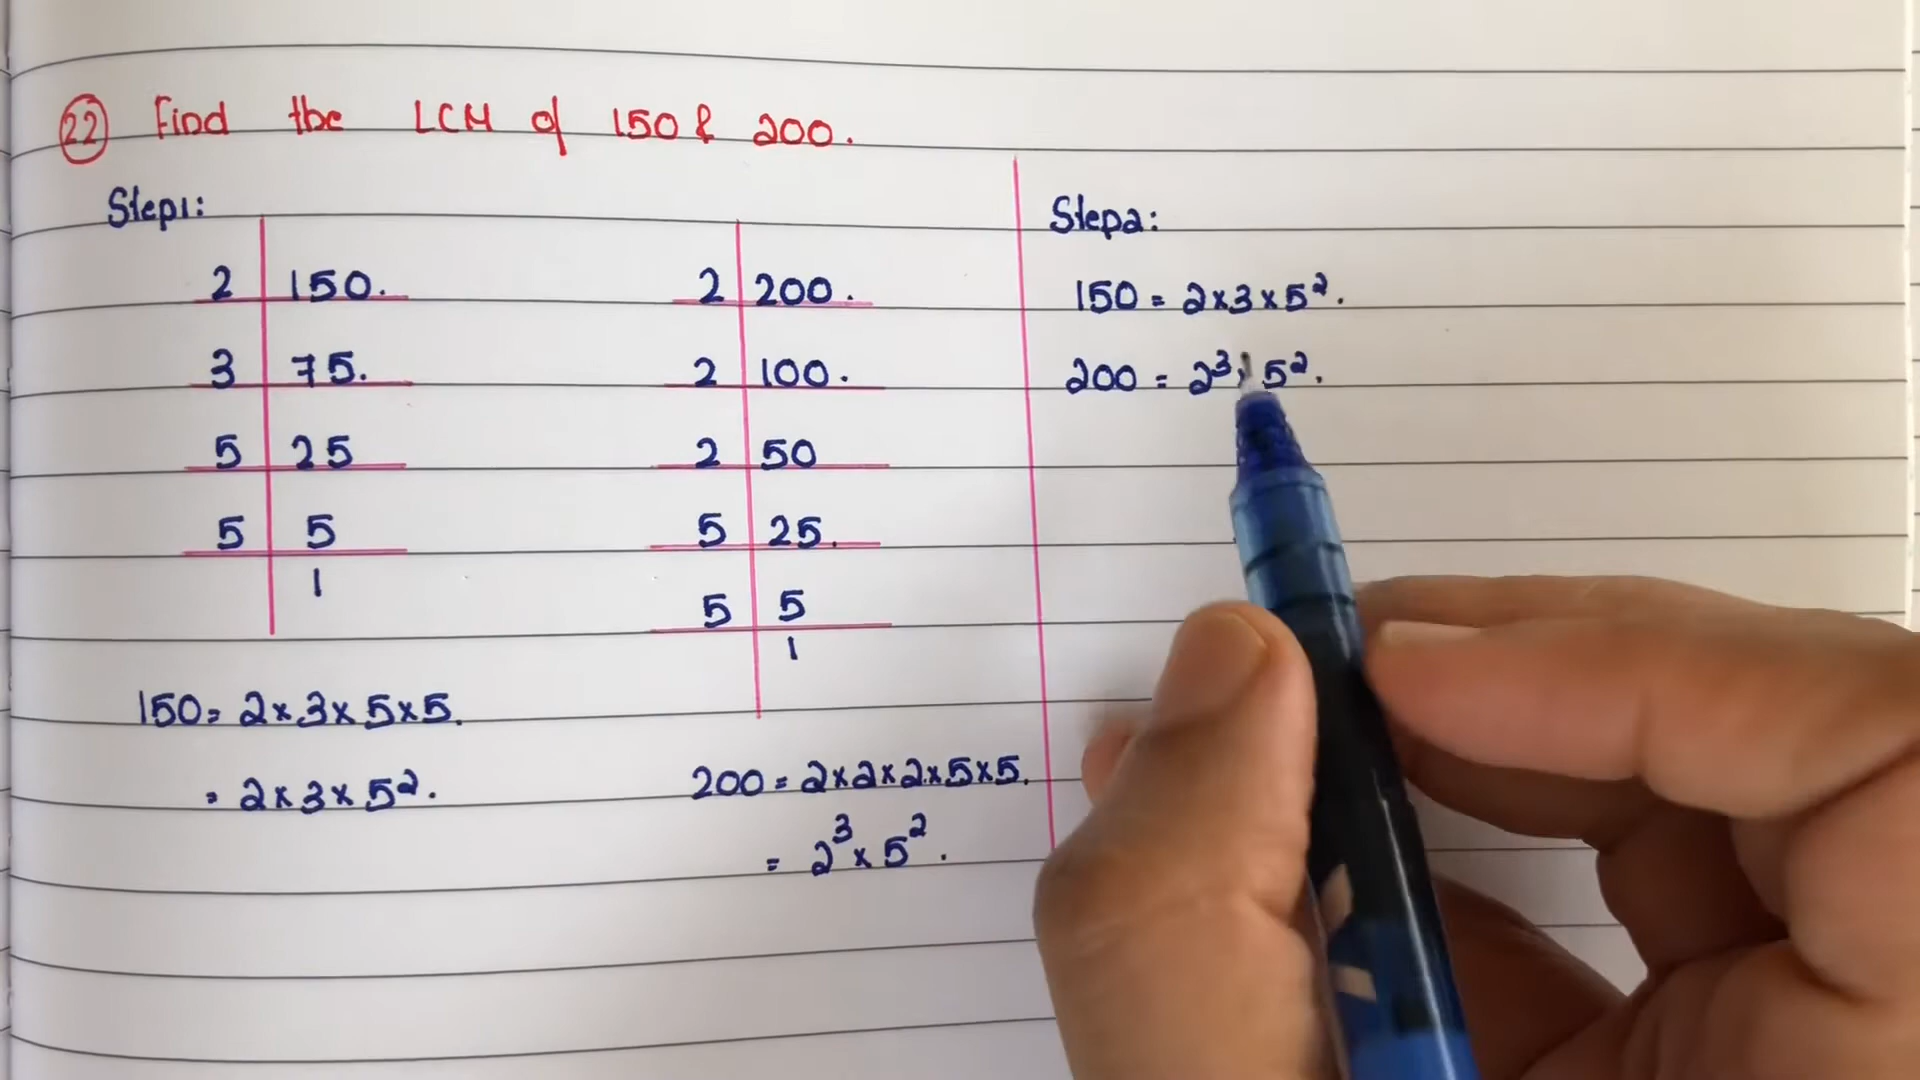 22 Find the LCM of 150 & 200.
Step1:
2 150.
3 75.
5 25
5 5
1
150 = 2×3×5×5.
= 2×3×5².
2 200.
2 100.
2 50
5 25.
5 5
1
200 = 2×2×2×5×5.
= 2³×5².
Step2:
150 = 2×3×5².
200 = 2³ 5².